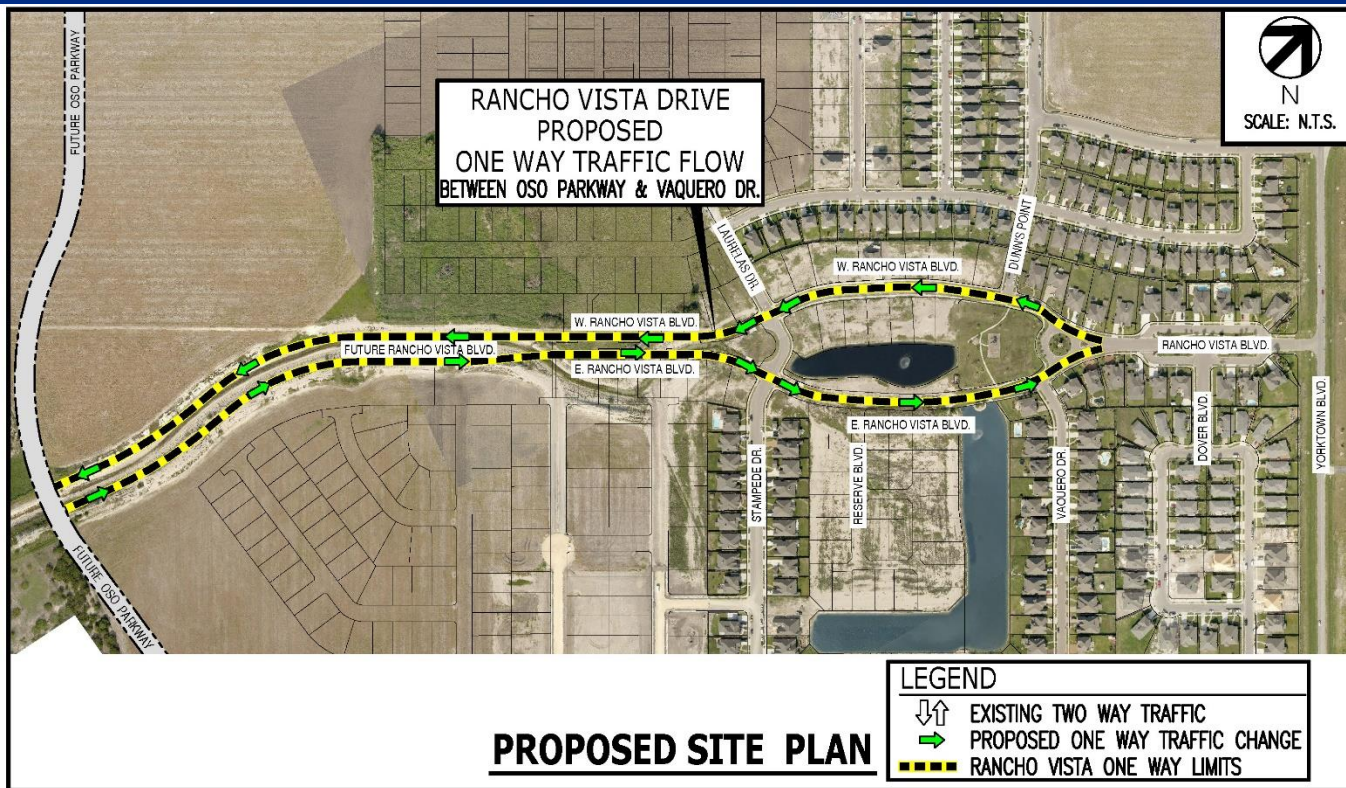 FUTURE OSO PARKWAY
RANCHO VISTA DRIVE
PROPOSED
ONE WAY TRAFFIC FLOW
BETWEEN OSO PARKWAY & VAQUERO DR.
N
SCALE: N.T.S.
LAURELAS DR.
DUNN'S POINT
W. RANCHO VISTA BLVD.
W. RANCHO VISTA BLVD.
FUTURE RANCHO VISTA BLVD.
E. RANCHO VISTA BLVD.
RANCHO VISTA BLVD.
E. RANCHO VISTA BLVD.
STAMPEDE DR.
RESERVE BLVD.
VAQUERO DR.
DOVER BLVD.
YORKTOWN BLVD.
FUTURE OSO PARKWAY
PROPOSED SITE PLAN
LEGEND
EXISTING TWO WAY TRAFFIC
PROPOSED ONE WAY TRAFFIC CHANGE
RANCHO VISTA ONE WAY LIMITS